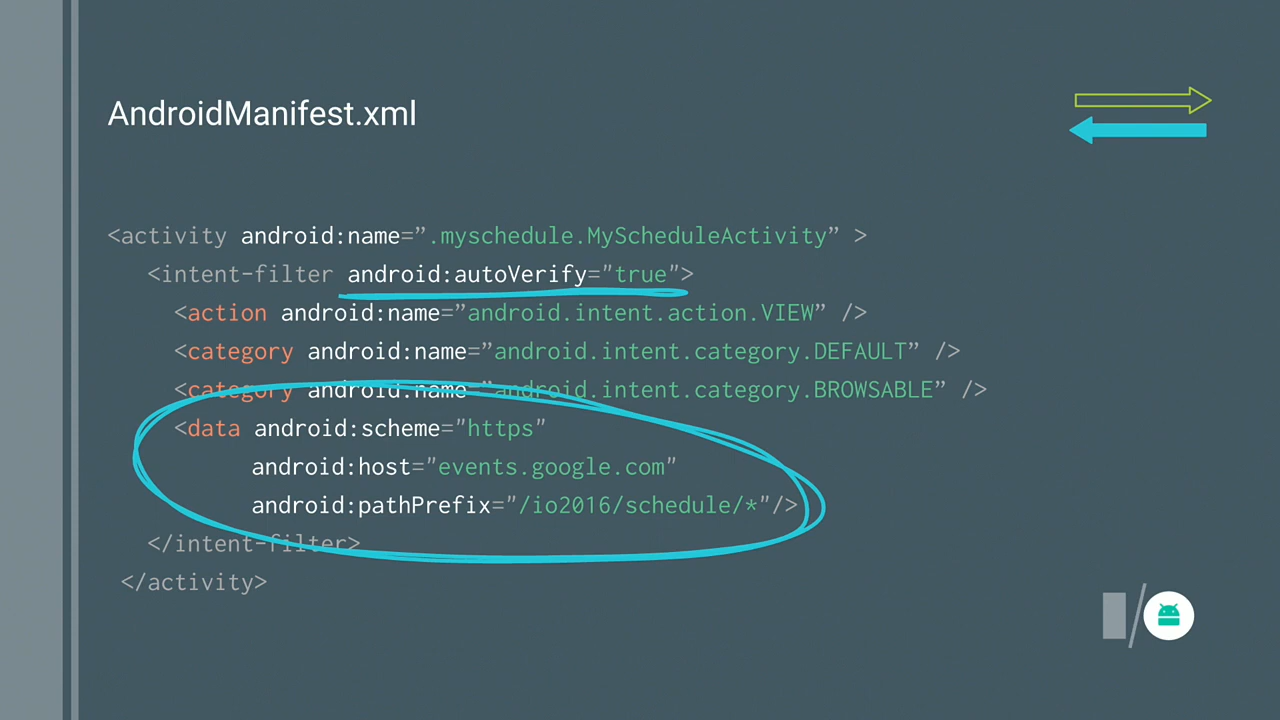 AndroidManifest.xml
<activity android:name=”.myschedule.MyScheduleActivity” >
<intent-filter android:autoVerify="true">
<action android:name=”android.intent.action.VIEW” />
<category android:name=”android.intent.category.DEFAULT” />
<category android:name=”android.intent.category.BROWSABLE” />
<data android:scheme="https"
android:host="events.google.com"
android:pathPrefix="/io2016/schedule/*"/>
</intent-filter>
</activity>